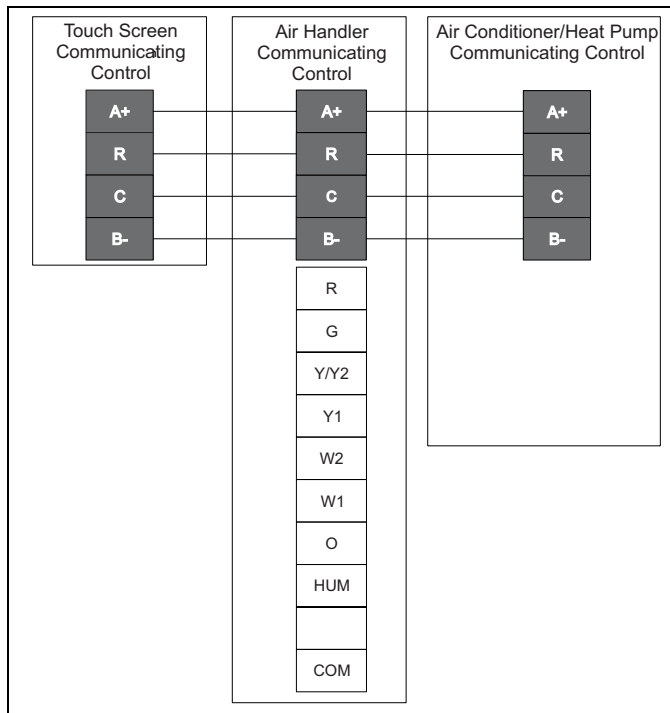 Touch Screen
Communicating
Control
A+
R
C
B-
Air Handler
Communicating
Control
A+
R
C
B-
R
G
Y/Y2
Y1
W2
W1
O
HUM
COM
Air Conditioner/Heat Pump
Communicating Control
A+
R
C
B-